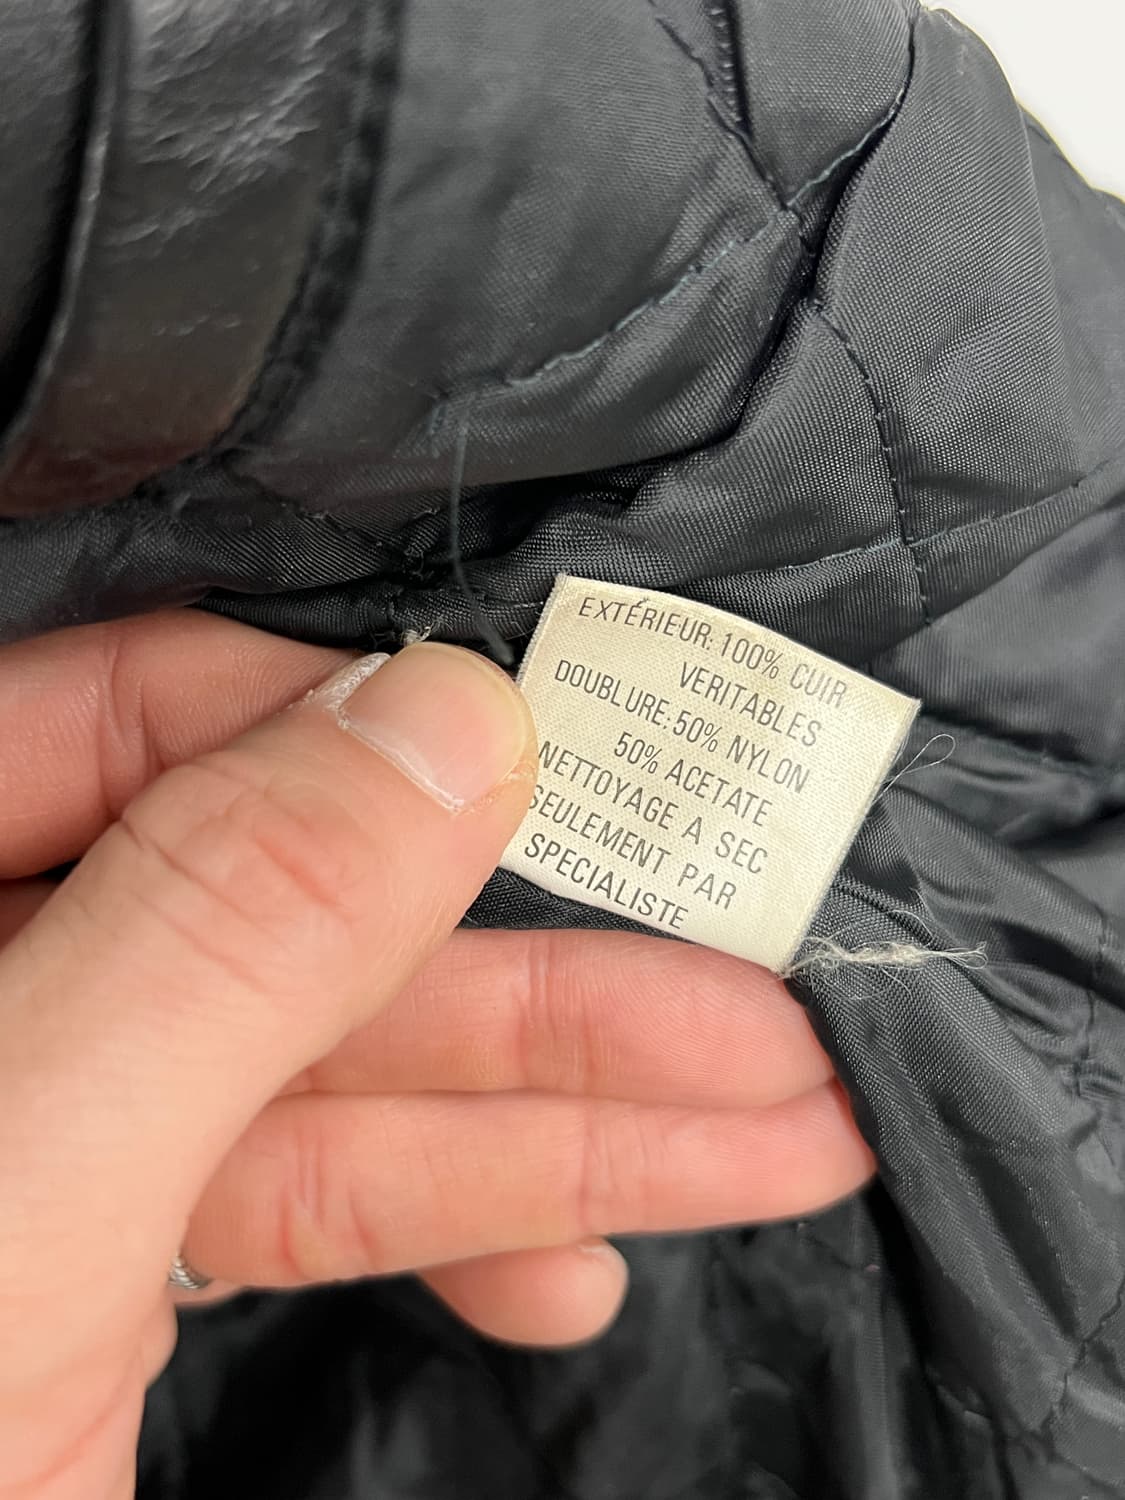 EXTÉRIEUR: 100% CUIR
VERITABLES
DOUBLURE: 50% NYLON
50% ACETATE
NETTOYAGE A SEC
SEULEMENT PAR
SPECIALISTE